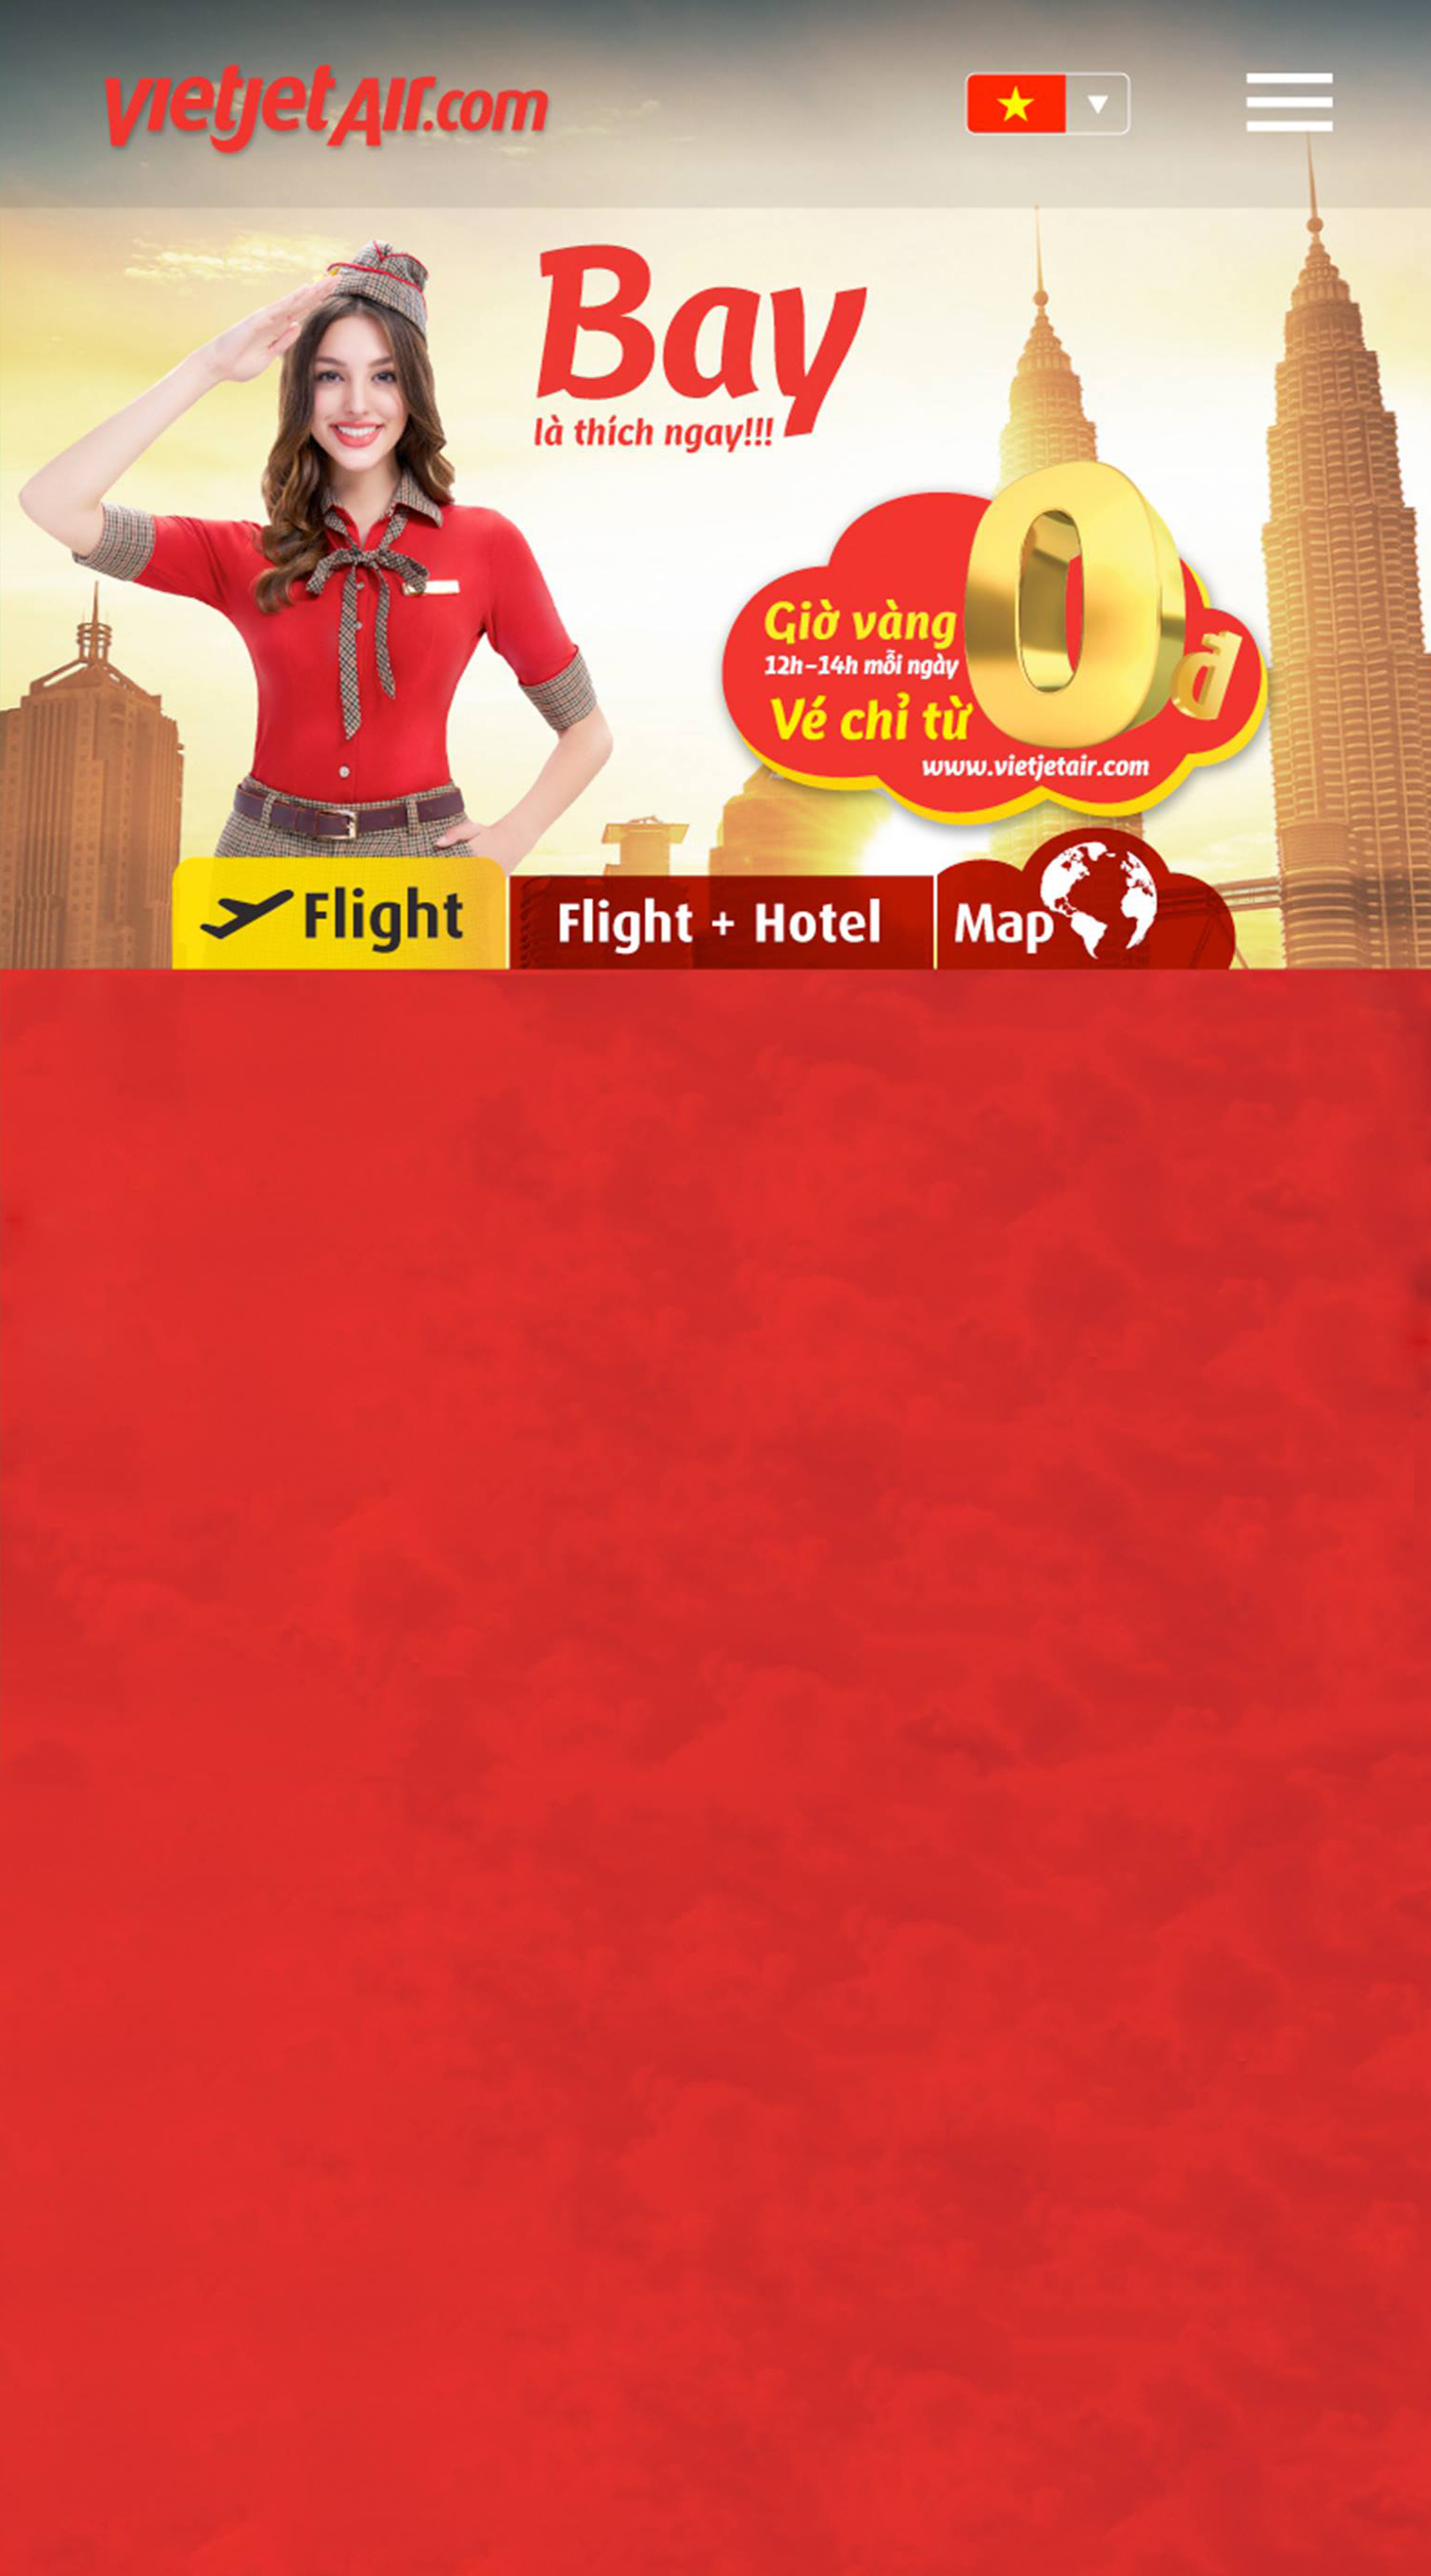 vietjetAir.com
Bay
là thích ngay!!!
Giờ vàng
12h-14h mỗi ngày
Vé chỉ từ
0đ
www.vietjetair.com
Flight
Flight + Hotel
Map